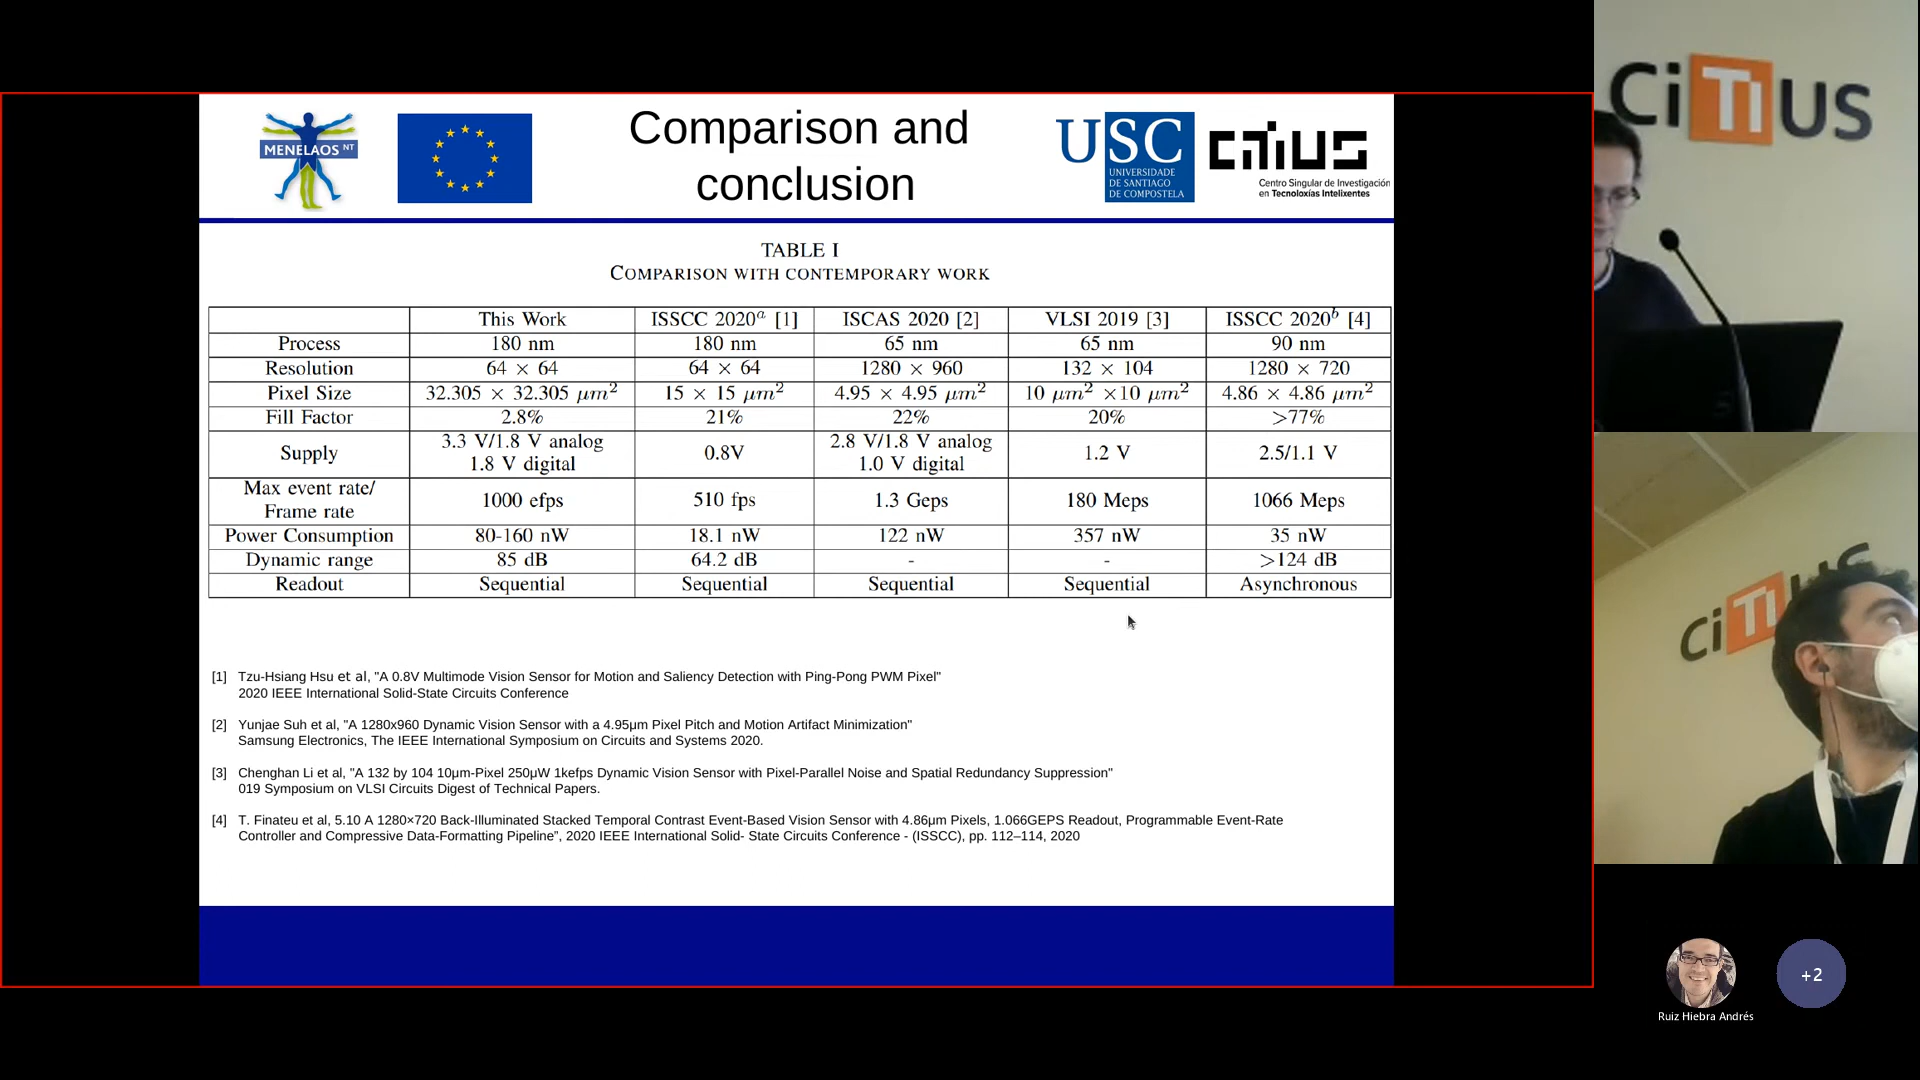 MENELAOS NT
Comparison and
conclusion
USC
UNIVERSIDADE
DE SANTIAGO
DE COMPOSTELA
CiTIUS
Centro Singular de Investigación
en Tecnoloxías Intelixentes
TABLE I
COMPARISON WITH CONTEMPORARY WORK
This Work ISSCC 2020a [1] ISCAS 2020 [2] VLSI 2019 [3] ISSCC 2020b [4]
Process 180 nm 180 nm 65 nm 65 nm 90 nm
Resolution 64 × 64 64 × 64 1280 × 960 132 × 104 1280 × 720
Pixel Size 32.305 × 32.305 μm2 15 × 15 μm2 4.95 × 4.95 μm2 10 μm2 ×10 μm2 4.86 × 4.86 μm2
Fill Factor 2.8% 21% 22% 20% >77%
Supply 3.3 V/1.8 V analog 1.8 V digital 0.8V 2.8 V/1.8 V analog 1.0 V digital 1.2 V 2.5/1.1 V
Max event rate/ Frame rate 1000 efps 510 fps 1.3 Geps 180 Meps 1066 Meps
Power Consumption 80-160 nW 18.1 nW 122 nW 357 nW 35 nW
Dynamic range 85 dB 64.2 dB - - >124 dB
Readout Sequential Sequential Sequential Sequential Asynchronous
[1] Tzu-Hsiang Hsu et al, "A 0.8V Multimode Vision Sensor for Motion and Saliency Detection with Ping-Pong PWM Pixel"
2020 IEEE International Solid-State Circuits Conference
[2] Yunjae Suh et al, "A 1280x960 Dynamic Vision Sensor with a 4.95μm Pixel Pitch and Motion Artifact Minimization"
Samsung Electronics, The IEEE International Symposium on Circuits and Systems 2020.
[3] Chenghan Li et al, "A 132 by 104 10μm-Pixel 250μW 1kefps Dynamic Vision Sensor with Pixel-Parallel Noise and Spatial Redundancy Suppression"
019 Symposium on VLSI Circuits Digest of Technical Papers.
[4] T. Finateu et al, 5.10 A 1280×720 Back-Illuminated Stacked Temporal Contrast Event-Based Vision Sensor with 4.86μm Pixels, 1.066GEPS Readout, Programmable Event-Rate
Controller and Compressive Data-Formatting Pipeline”, 2020 IEEE International Solid- State Circuits Conference - (ISSCC), pp. 112–114, 2020
CiTIUS
CiTIUS
Ruiz Hiebra Andrés
+2